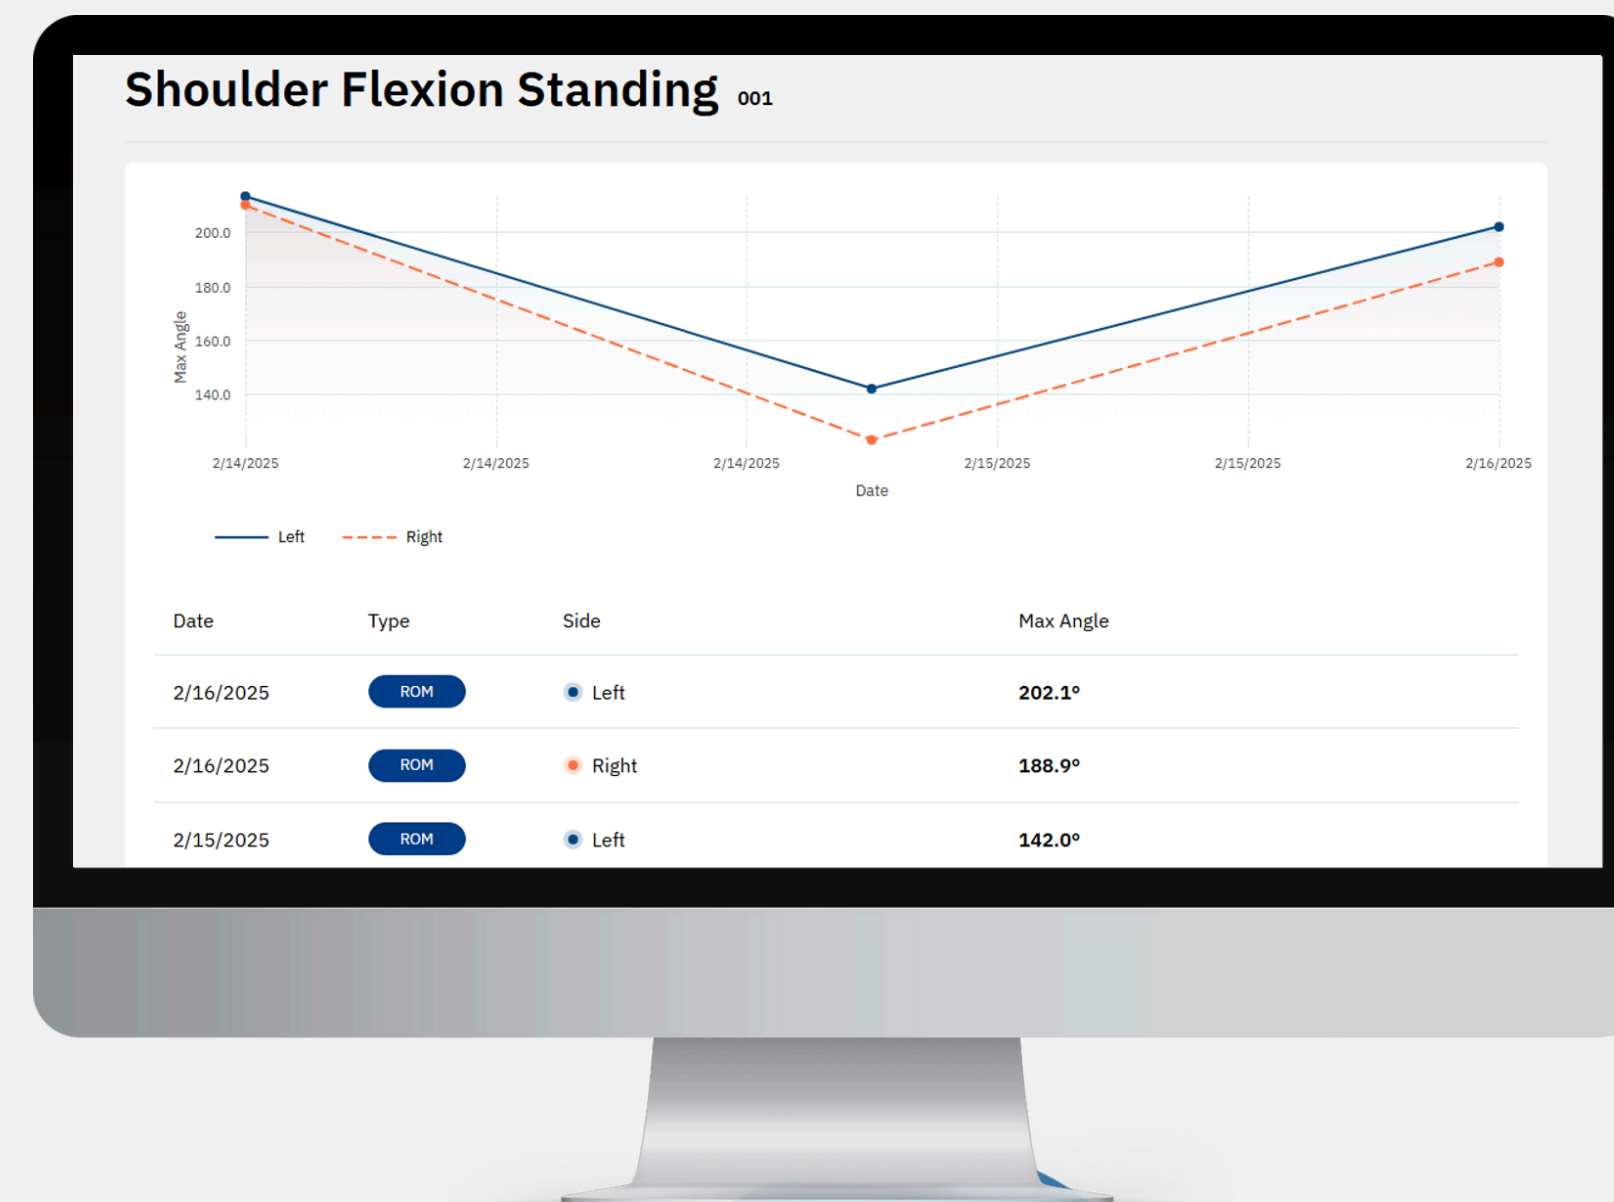 Shoulder Flexion Standing 001
200.0
180.0
160.0
140.0
Max Angle
2/14/2025 2/14/2025 2/14/2025 2/15/2025 2/15/2025 2/16/2025
Date
Left Right
Date Type Side Max Angle
2/16/2025 ROM Left 202.1º
2/16/2025 ROM Right 188.9º
2/15/2025 ROM Left 142.0º